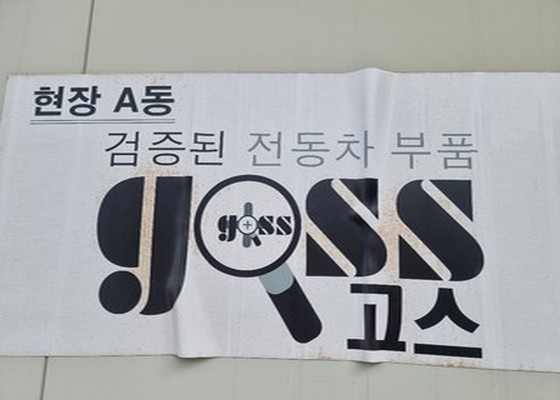 현장 A동
검증된 전동차 부품
goss
goss
고스